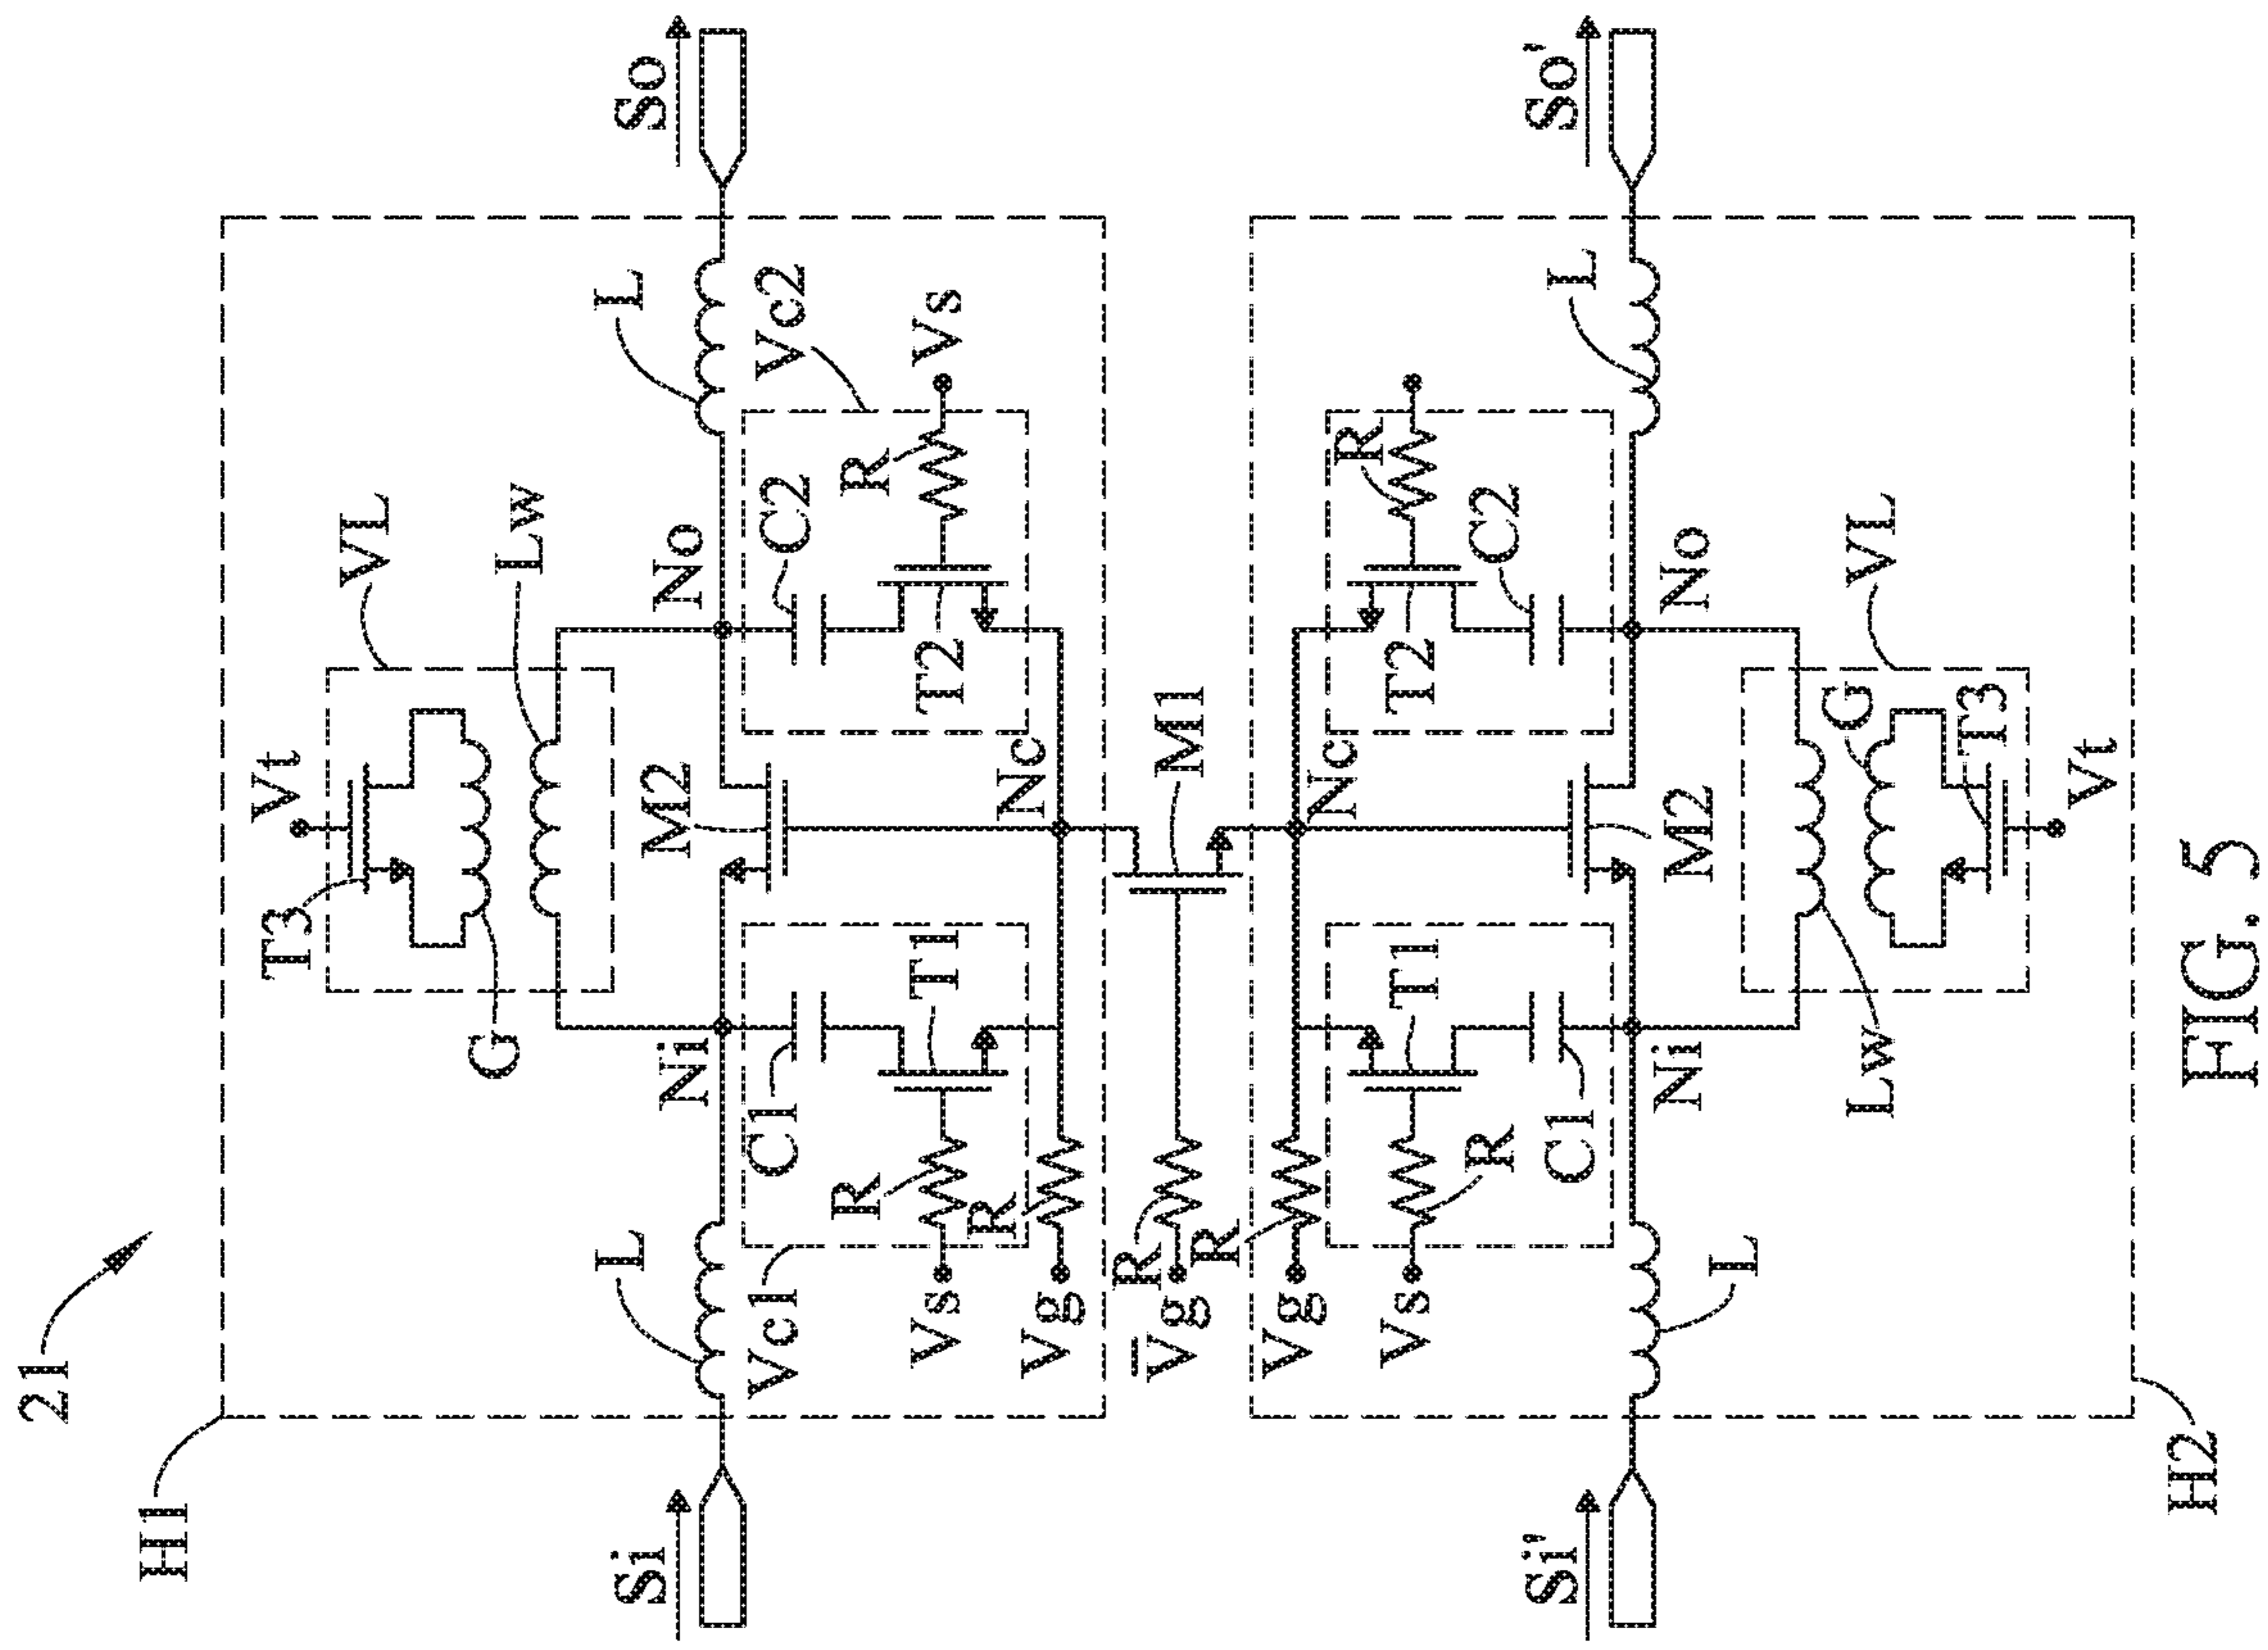 21
H1
Si
So
L
L
VL
Lw
Vt
T3
G
Ni
No
M2
Vc1
Vc2
C1
C2
T1
T2
R
R
R
Vs
Vs
Vg
Nc
M1
R
V̅g
R
Vg
Nc
R
R
Vs
T1
T2
C1
C2
M2
Ni
No
L
L
Lw
G
T3
VL
Vt
Si'
So'
H2
FIG. 5